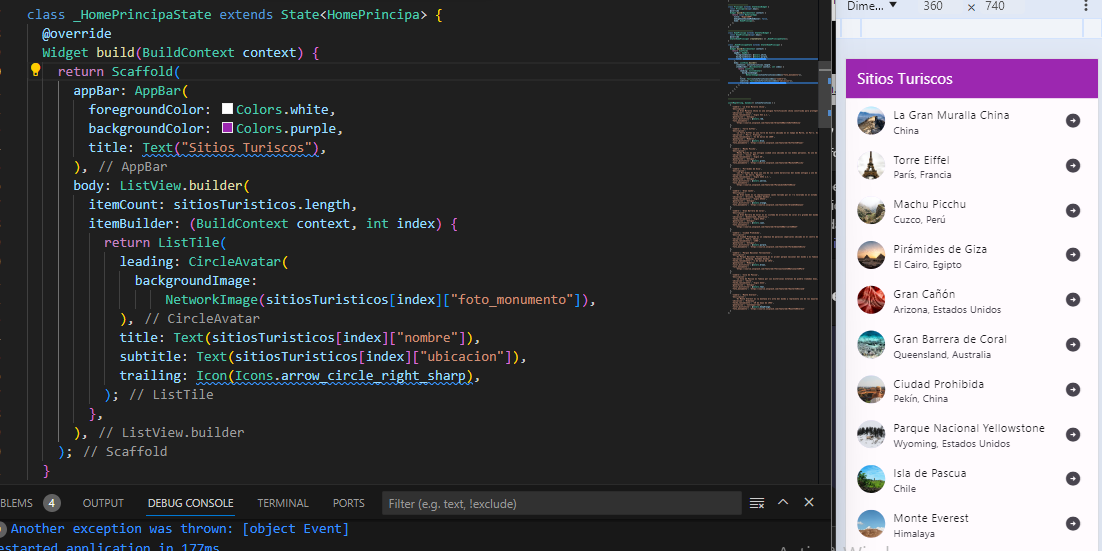 class _HomePrincipaState extends State<HomePrincipa> {
@override
Widget build(BuildContext context) {
return Scaffold(
appBar: AppBar(
foregroundColor: Colors.white,
backgroundColor: Colors.purple,
title: Text("Sitios Turiscos"),
), // AppBar
body: ListView.builder(
itemCount: sitiosTuristicos.length,
itemBuilder: (BuildContext context, int index) {
return ListTile(
leading: CircleAvatar(
backgroundImage:
NetworkImage(sitiosTuristicos[index]["foto_monumento"]),
), // CircleAvatar
title: Text(sitiosTuristicos[index]["nombre"]),
subtitle: Text(sitiosTuristicos[index]["ubicacion"]),
trailing: Icon(Icons.arrow_circle_right_sharp),
); // ListTile
},
), // ListView.builder
); // Scaffold
}
BLEMS 4 OUTPUT DEBUG CONSOLE TERMINAL PORTS Filter (e.g. text, !exclude)
Another exception was thrown: [object Event]
estarted application in 177ms.
Dime... 360 × 740
Sitios Turiscos
La Gran Muralla China
China
Torre Eiffel
París, Francia
Machu Picchu
Cuzco, Perú
Pirámides de Giza
El Cairo, Egipto
Gran Cañón
Arizona, Estados Unidos
Gran Barrera de Coral
Queensland, Australia
Ciudad Prohibida
Pekín, China
Parque Nacional Yellowstone
Wyoming, Estados Unidos
Isla de Pascua
Chile
Monte Everest
Himalaya